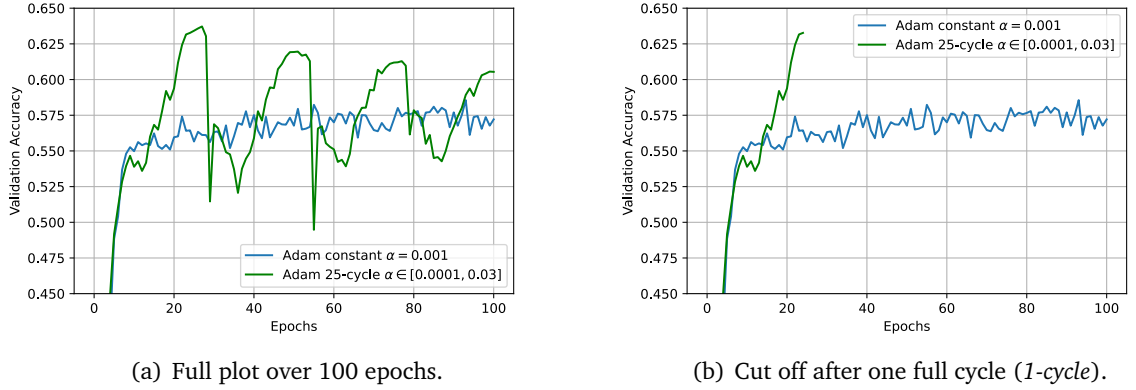 0.650
0.625
0.600
0.575
0.550
0.525
0.500
0.475
0.450
Validation Accuracy
0 20 40 60 80 100
Epochs
Adam constant α = 0.001
Adam 25-cycle α ∈ [0.0001, 0.03]
(a) Full plot over 100 epochs.
0.650
0.625
0.600
0.575
0.550
0.525
0.500
0.475
0.450
Validation Accuracy
Adam constant α = 0.001
Adam 25-cycle α ∈ [0.0001, 0.03]
0 20 40 60 80 100
Epochs
(b) Cut off after one full cycle (1-cycle).